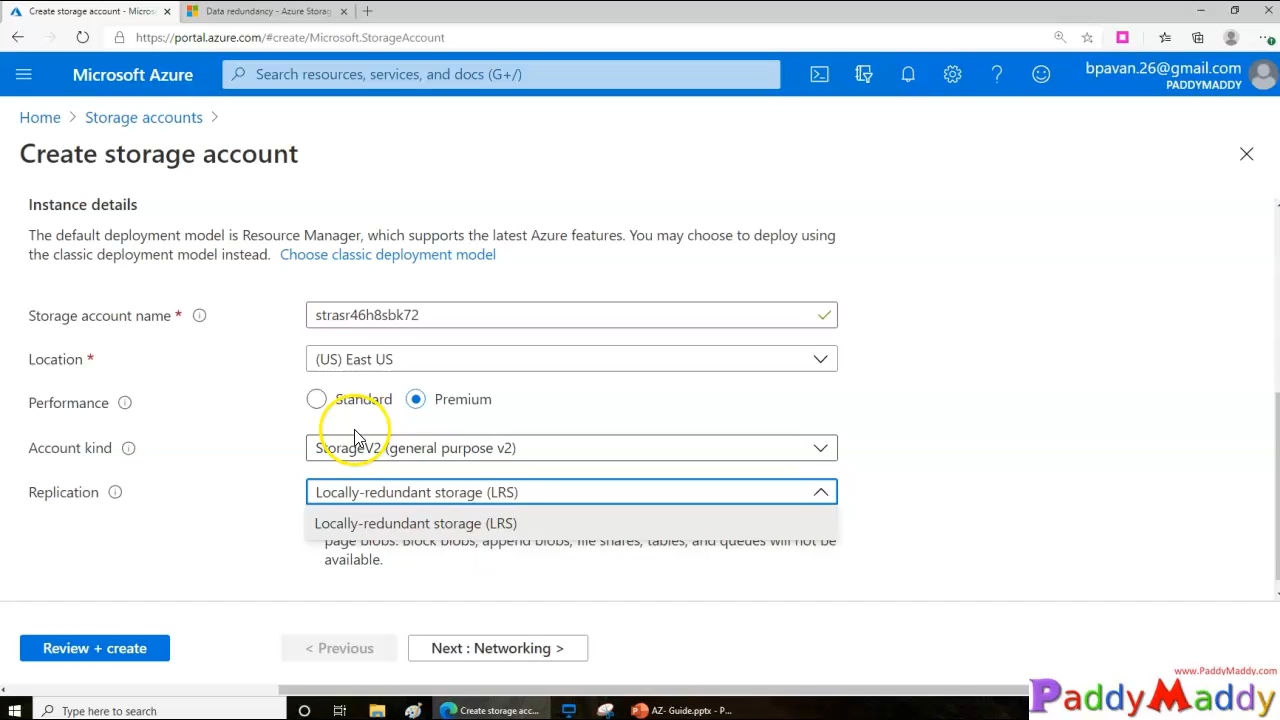 Create storage account - Micros
Data redundancy - Azure Storag
https://portal.azure.com/#create/Microsoft.StorageAccount
Microsoft Azure
Search resources, services, and docs (G+/)
bpavan.26@gmail.com
PADDYMADDY
Home > Storage accounts >
Create storage account
Instance details
The default deployment model is Resource Manager, which supports the latest Azure features. You may choose to deploy using
the classic deployment model instead. Choose classic deployment model
Storage account name *
strasr46h8sbk72
Location *
(US) East US
Performance
Standard
Premium
Account kind
StorageV2 (general purpose v2)
Replication
Locally-redundant storage (LRS)
Locally-redundant storage (LRS)
page blobs. Block blobs, append blobs, file shares, tables, and queues will not be
available.
Review + create
< Previous
Next : Networking >
www.PaddyMaddy.com
PaddyMaddy
Type here to search
Create storage acc...
AZ- Guide.pptx - P...